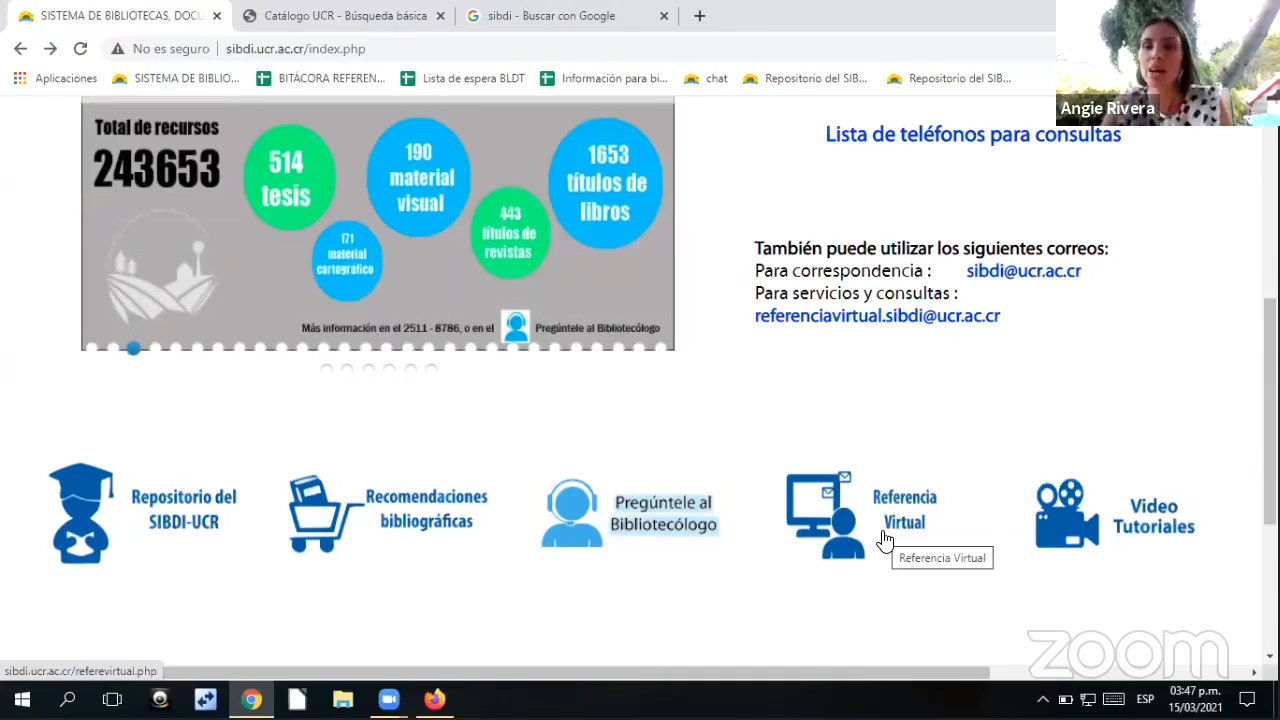 SISTEMA DE BIBLIOTECAS, DOCU
Catálogo UCR - Búsqueda básica
sibdi - Buscar con Google
No es seguro
sibdi.ucr.ac.cr/index.php
Aplicaciones
SISTEMA DE BIBLIO...
BITÁCORA REFEREN...
Lista de espera BLDT
Información para bi...
chat
Repositorio del SIB...
Repositorio del SIB...
Angie Rivera
Total de recursos
243653
514
tesis
190
material
visual
1653
títulos de
libros
443
títulos de
revistas
171
material
cartográfico
Más información en el 2511 - 8786, o en el
Pregúntele al Bibliotecólogo
Lista de teléfonos para consultas
También puede utilizar los siguientes correos:
Para correspondencia : sibdi@ucr.ac.cr
Para servicios y consultas :
referenciavirtual.sibdi@ucr.ac.cr
Repositorio del
SIBDI-UCR
Recomendaciones
bibliográficas
Pregúntele al
Bibliotecólogo
Referencia
Virtual
Referencia Virtual
Video
Tutoriales
zoom
sibdi.ucr.ac.cr/referevirtual.php
ESP
03:47 p.m.
15/03/2021